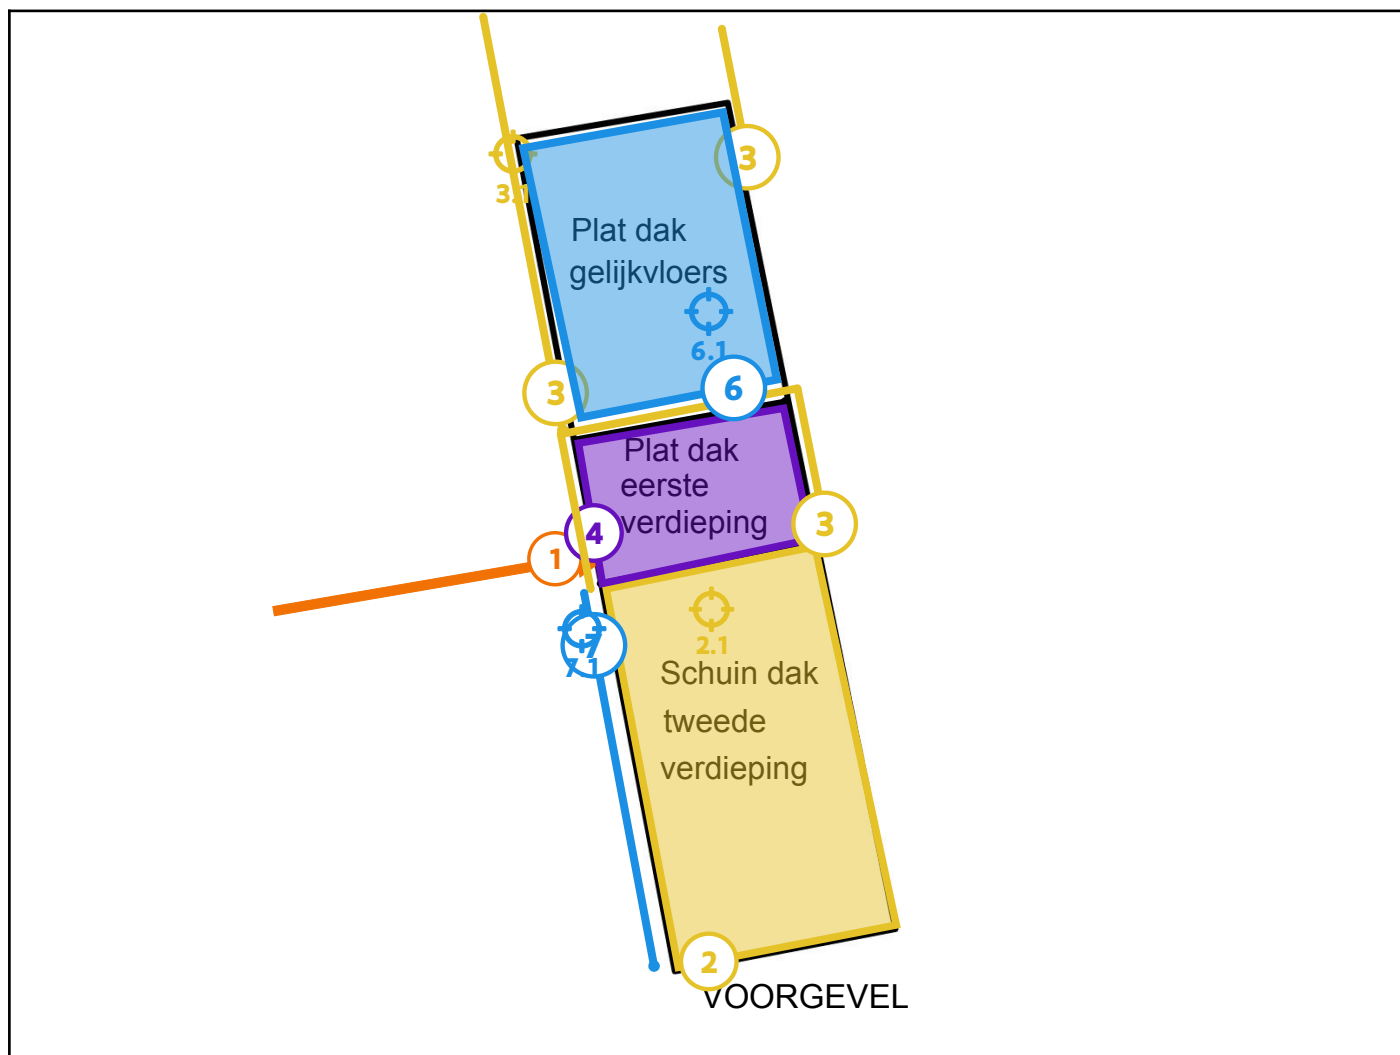 3
3.1
Plat dak
gelijkvloers
6.1
6
3
Plat dak
eerste
verdieping
3
4
1
2.1
7
7.1
Schuin dak
tweede
verdieping
2
VOORGEVEL